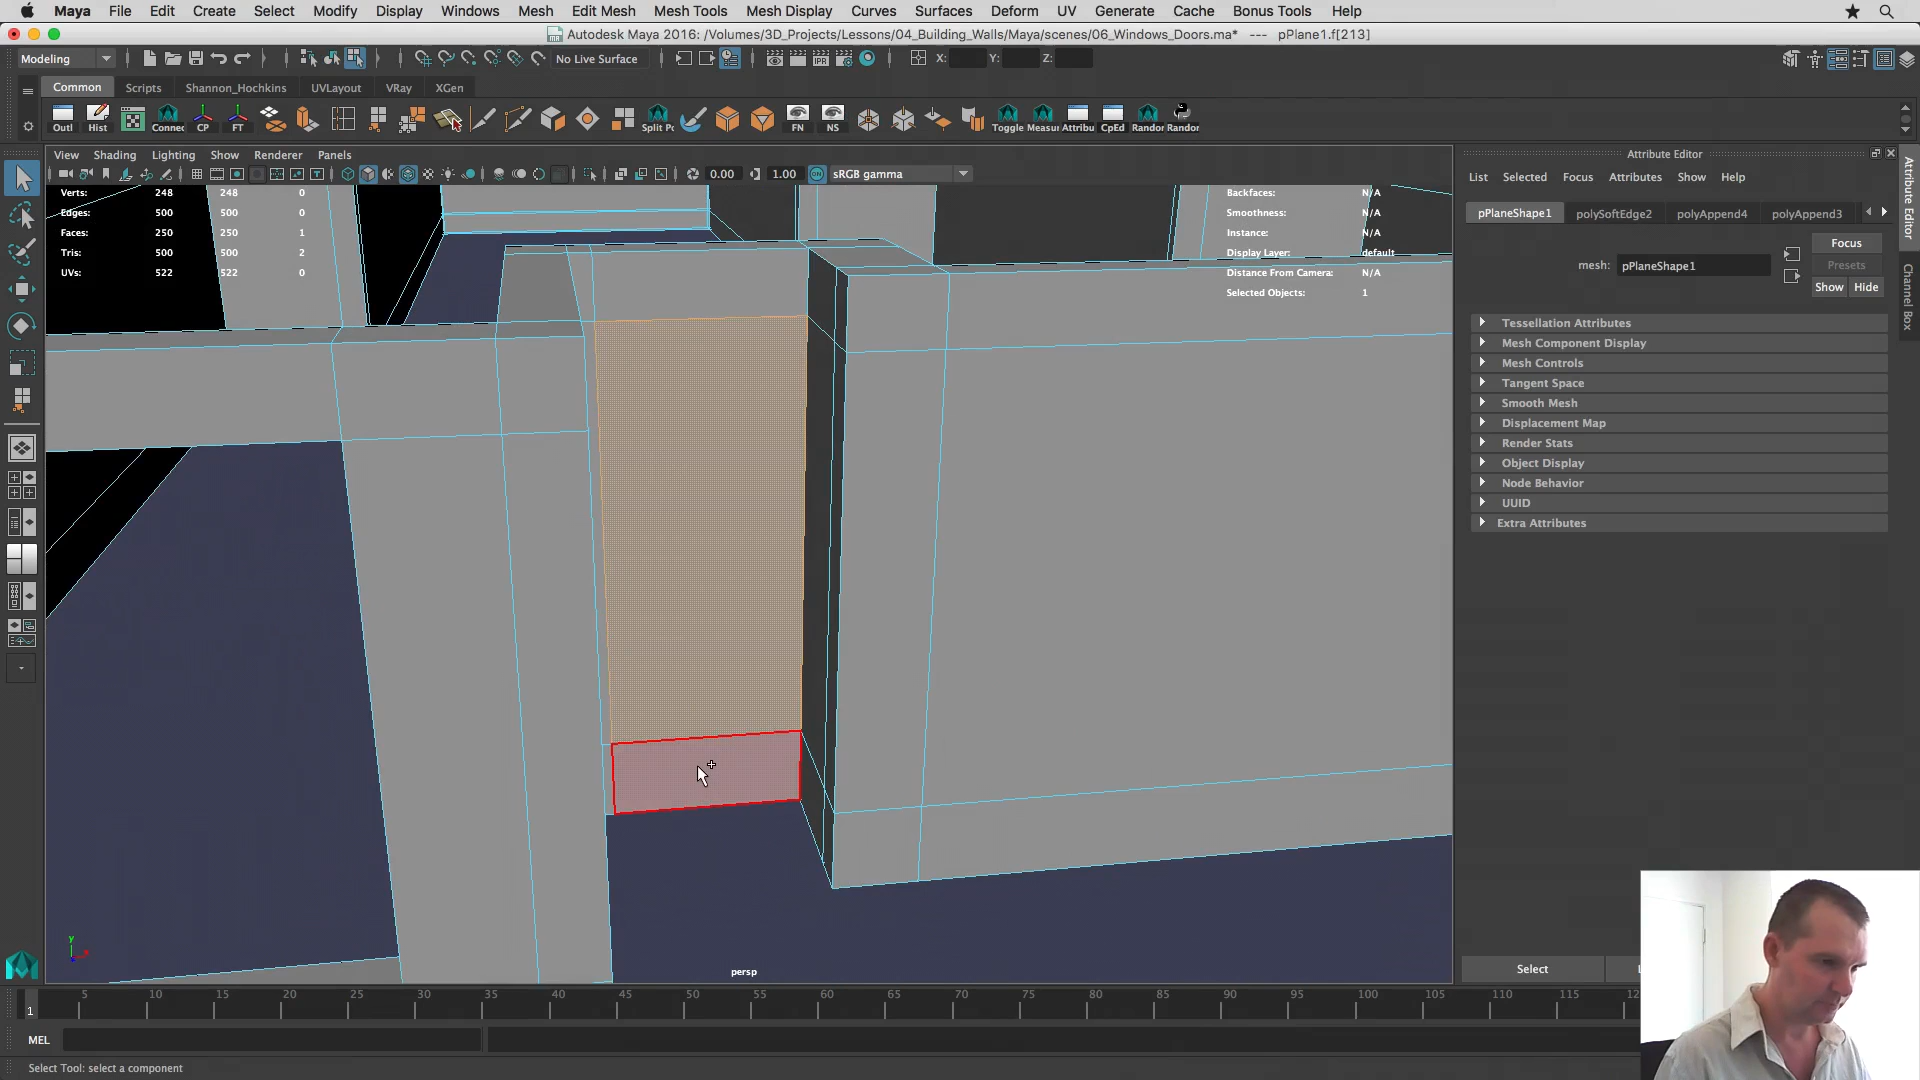 Maya File Edit Create Select Modify Display Windows Mesh Edit Mesh Mesh Tools Mesh Display Curves Surfaces Deform UV Generate Cache Bonus Tools Help
Autodesk Maya 2016: /Volumes/3D_Projects/Lessons/04_Building_Walls/Maya/scenes/06_Windows_Doors.ma* --- pPlane1.f[213]
Modeling No Live Surface X: Y: Z:
Common Scripts Shannon_Hochkins UVLayout VRay XGen
Outl Hist Connec CP FT Split Po FN NS Toggle Measu Attribu CpEd Randor Randor
IPR
View Shading Lighting Show Renderer Panels
0.00 1.00 sRGB gamma
Verts: 248 248 0
Edges: 500 500 0
Faces: 250 250 1
Tris: 500 500 2
UVs: 522 522 0
Backfaces: N/A
Smoothness: N/A
Instance: N/A
Display Layer: default
Distance From Camera: N/A
Selected Objects: 1
persp
y
Attribute Editor
List Selected Focus Attributes Show Help
pPlaneShape1 polySoftEdge2 polyAppend4 polyAppend3
Focus
mesh: pPlaneShape1 Presets
Show Hide
Tessellation Attributes
Mesh Component Display
Mesh Controls
Tangent Space
Smooth Mesh
Displacement Map
Render Stats
Object Display
Node Behavior
UUID
Extra Attributes
Select
Attribute Editor
Channel Box
1 5 10 15 20 25 30 35 40 45 50 55 60 65 70 75 80 85 90 95 100 105 110 115
1
MEL
Select Tool: select a component